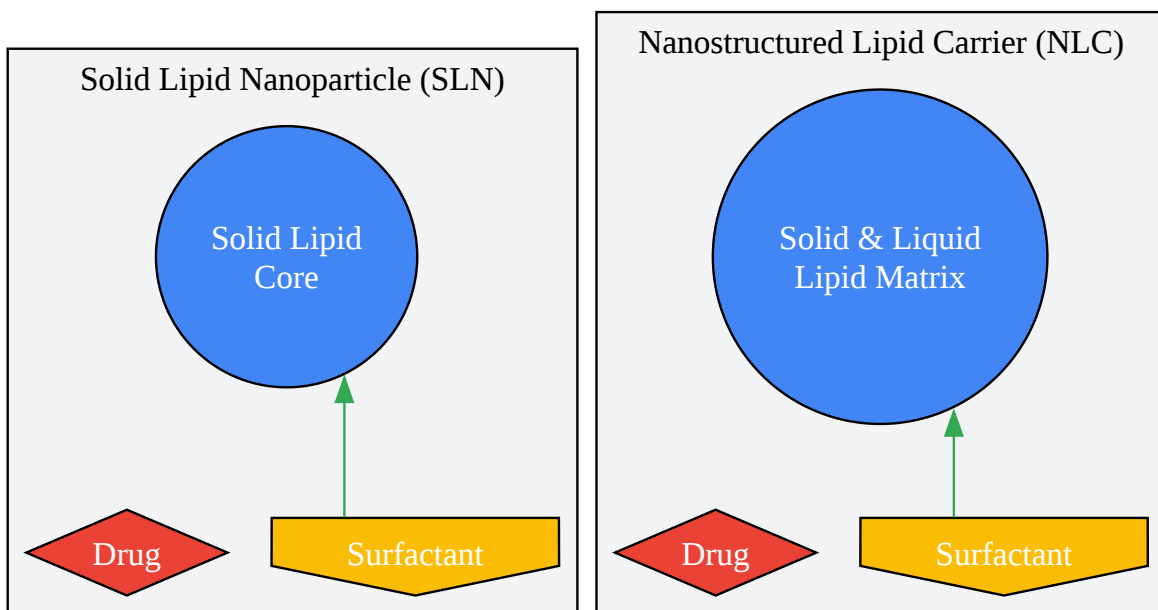 Solid Lipid Nanoparticle (SLN)
Solid Lipid
Core
Drug
Surfactant
Nanostructured Lipid Carrier (NLC)
Solid & Liquid
Lipid Matrix
Drug
Surfactant